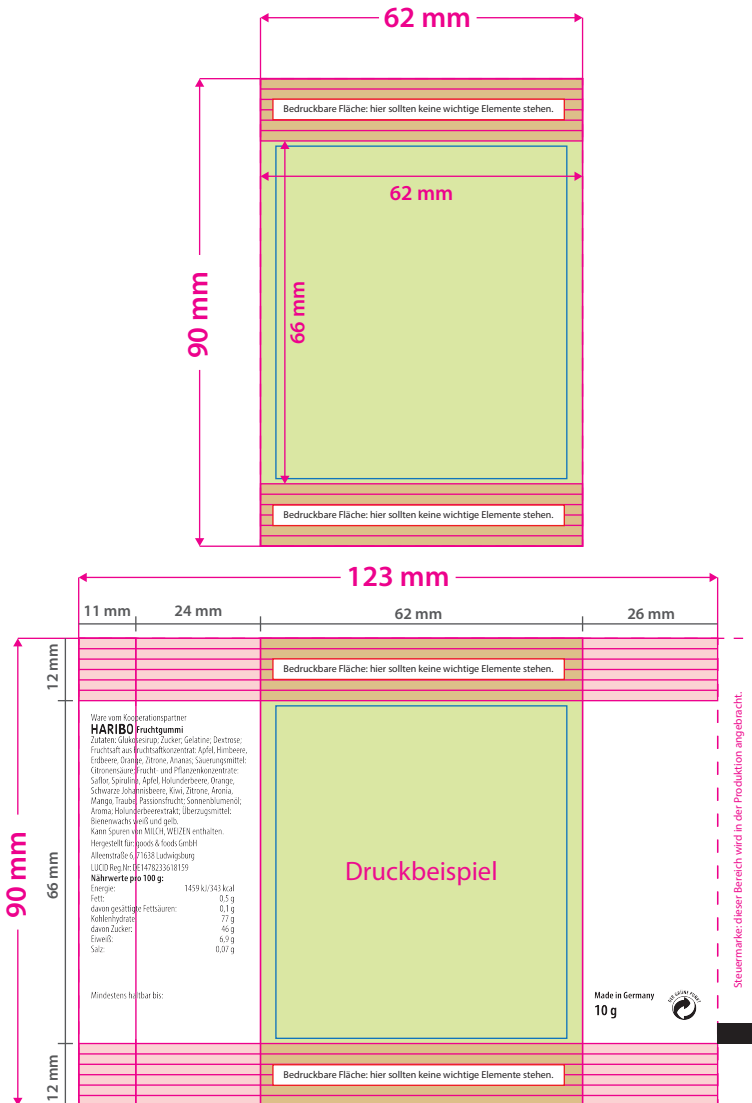 62 mm
Bedruckbare Fläche: hier sollten keine wichtige Elemente stehen.
62 mm
66 mm
90 mm
Bedruckbare Fläche: hier sollten keine wichtige Elemente stehen.
123 mm
11 mm
24 mm
62 mm
26 mm
12 mm
Bedruckbare Fläche: hier sollten keine wichtige Elemente stehen.
Ware vom Kooperationspartner
HARIBO Fruchtgummi
Zutaten: Glukosesirup; Zucker; Gelatine; Dextrose;
Fruchtsaft aus Fruchtsaftkonzentrat: Apfel, Himbeere,
Erdbeere, Orange, Zitrone, Ananas; Säuerungsmittel:
Citronensäure; Frucht- und Pflanzenkonzentrate:
Saflor, Spirulina, Apfel, Holunderbeere, Orange,
Schwarze Johannisbeere, Kiwi, Zitrone, Aronia,
Mango, Traube, Passionsfrucht; Sonnenblumenöl;
Aroma; Holunderbeerextrakt; Überzugsmittel:
Bienenwachs weiß und gelb.
Kann Spuren von MILCH, WEIZEN enthalten.
Hergestellt für: goods & foods GmbH
Alleenstraße 6, 71638 Ludwigsburg
LUCID Reg.Nr: DE1478233618159
Nährwerte pro 100 g:
Energie: 1459 kJ/343 kcal
Fett: 0,5 g
davon gesättigte Fettsäuren: 0,1 g
Kohlenhydrate: 77 g
davon Zucker: 46 g
Eiweiß: 6,9 g
Salz: 0,07 g
Mindestens haltbar bis:
90 mm
66 mm
Druckbeispiel
Made in Germany
10 g
DER GRÜNE PUNKT
Steuermarke: dieser Bereich wird in der Produktion angebracht.
12 mm
Bedruckbare Fläche: hier sollten keine wichtige Elemente stehen.